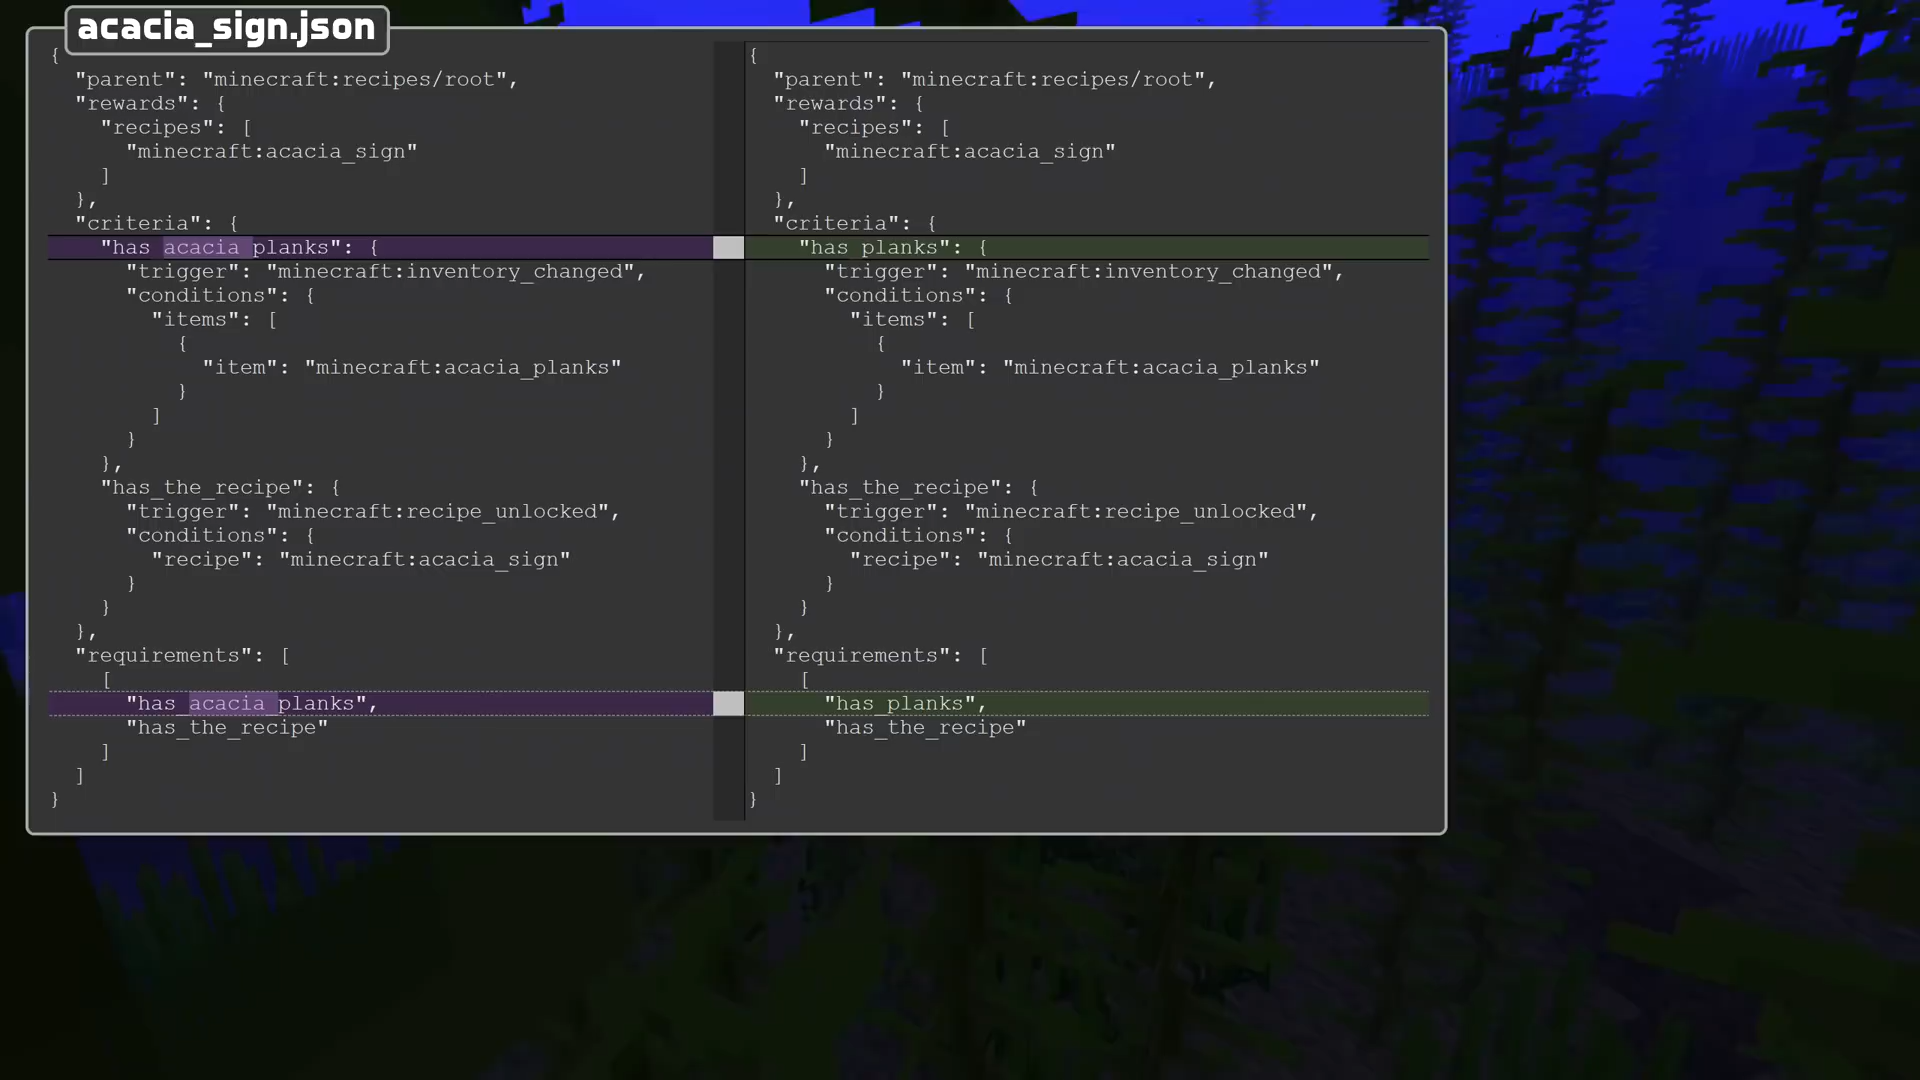 acacia_sign.json
{
  "parent": "minecraft:recipes/root",
  "rewards": {
    "recipes": [
      "minecraft:acacia_sign"
    ]
  },
  "criteria": {
    "has_acacia_planks": {
      "trigger": "minecraft:inventory_changed",
      "conditions": {
        "items": [
          {
            "item": "minecraft:acacia_planks"
          }
        ]
      }
    },
    "has_the_recipe": {
      "trigger": "minecraft:recipe_unlocked",
      "conditions": {
        "recipe": "minecraft:acacia_sign"
      }
    }
  },
  "requirements": [
    [
      "has_acacia_planks",
      "has_the_recipe"
    ]
  ]
}
{
  "parent": "minecraft:recipes/root",
  "rewards": {
    "recipes": [
      "minecraft:acacia_sign"
    ]
  },
  "criteria": {
    "has_planks": {
      "trigger": "minecraft:inventory_changed",
      "conditions": {
        "items": [
          {
            "item": "minecraft:acacia_planks"
          }
        ]
      }
    },
    "has_the_recipe": {
      "trigger": "minecraft:recipe_unlocked",
      "conditions": {
        "recipe": "minecraft:acacia_sign"
      }
    }
  },
  "requirements": [
    [
      "has_planks",
      "has_the_recipe"
    ]
  ]
}